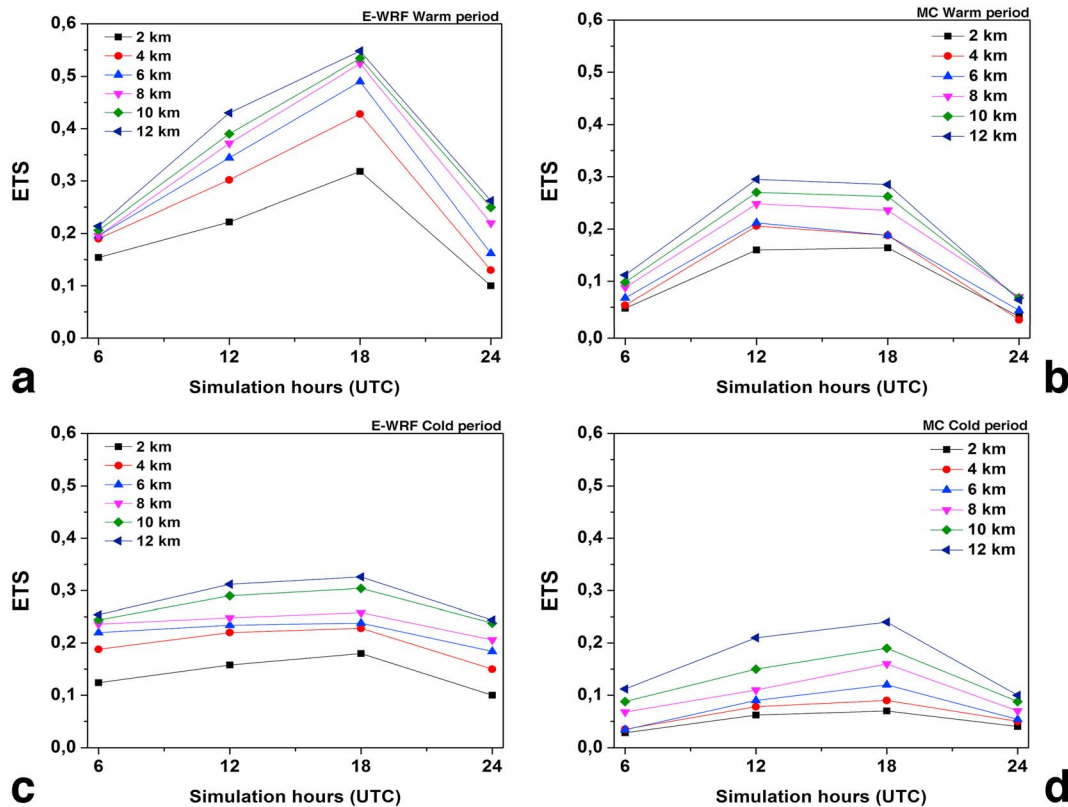 E-WRF Warm period
0,6
0,5
0,4
0,3
0,2
0,1
0,0
ETS
2 km
4 km
6 km
8 km
10 km
12 km
6
12
18
24
Simulation hours (UTC)
a
MC Warm period
0,6
0,5
0,4
0,3
0,2
0,1
0,0
ETS
2 km
4 km
6 km
8 km
10 km
12 km
6
12
18
24
Simulation hours (UTC)
b
E-WRF Cold period
0,6
0,5
0,4
0,3
0,2
0,1
0,0
ETS
2 km
4 km
6 km
8 km
10 km
12 km
6
12
18
24
Simulation hours (UTC)
c
MC Cold period
0,6
0,5
0,4
0,3
0,2
0,1
0,0
ETS
2 km
4 km
6 km
8 km
10 km
12 km
6
12
18
24
Simulation hours (UTC)
d